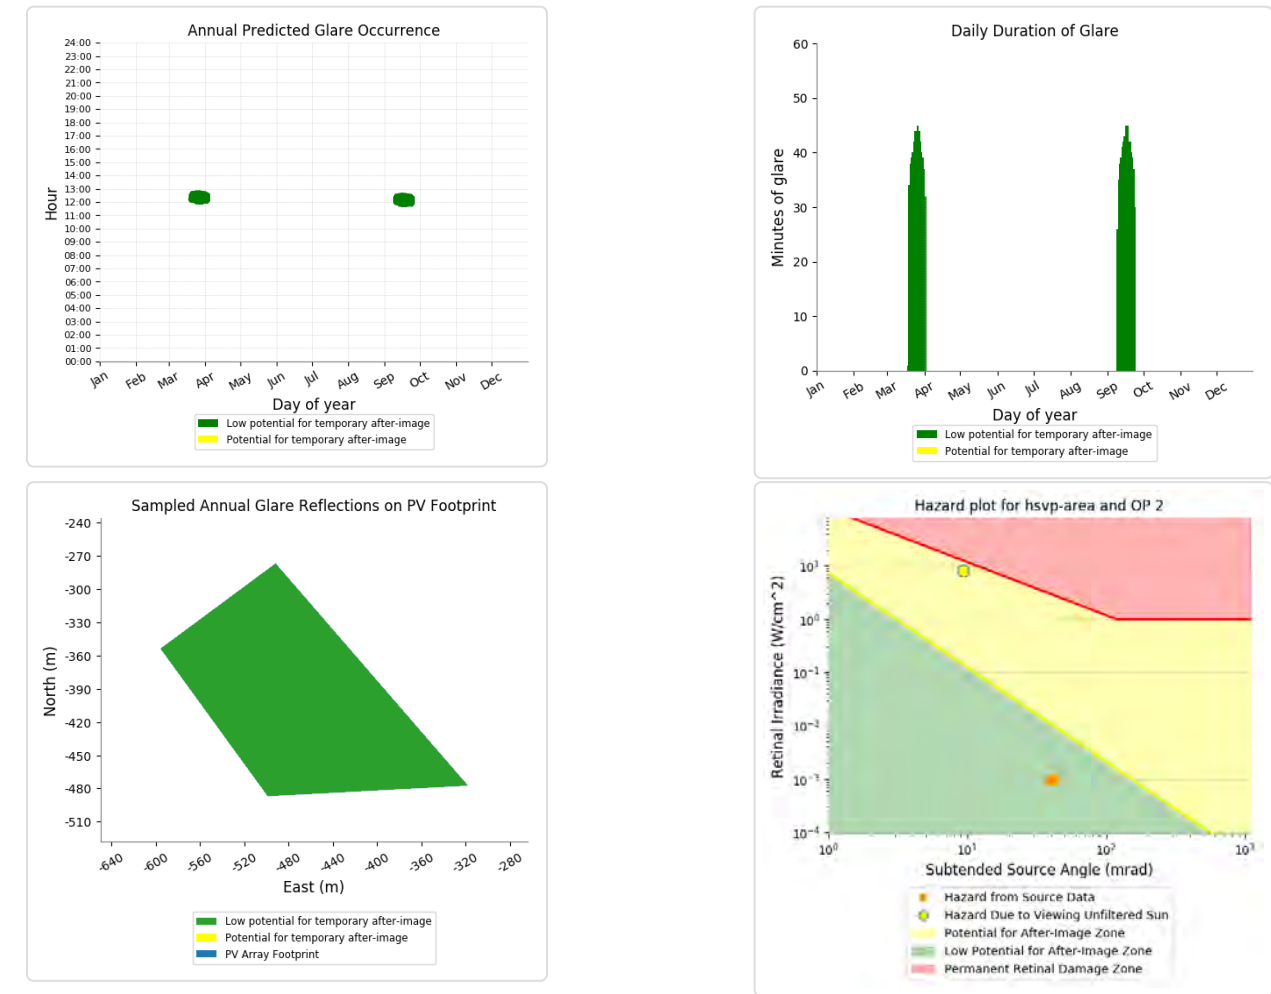 Annual Predicted Glare Occurrence
24:00
23:00
22:00
21:00
20:00
19:00
18:00
17:00
16:00
15:00
14:00
13:00
12:00
11:00
10:00
09:00
08:00
07:00
06:00
05:00
04:00
03:00
02:00
01:00
00:00
Hour
Jan Feb Mar Apr May Jun Jul Aug Sep Oct Nov Dec
Day of year
Low potential for temporary after-image
Potential for temporary after-image
Daily Duration of Glare
60
50
40
30
20
10
0
Minutes of glare
Jan Feb Mar Apr May Jun Jul Aug Sep Oct Nov Dec
Day of year
Low potential for temporary after-image
Potential for temporary after-image
Sampled Annual Glare Reflections on PV Footprint
-240
-270
-300
-330
-360
-390
-420
-450
-480
-510
North (m)
-640 -600 -560 -520 -480 -440 -400 -360 -320 -280
East (m)
Low potential for temporary after-image
Potential for temporary after-image
PV Array Footprint
Hazard plot for hsvp-area and OP 2
10¹
10⁰
10⁻¹
10⁻²
10⁻³
10⁻⁴
Retinal Irradiance (W/cm^2)
10⁰ 10¹ 10² 10³
Subtended Source Angle (mrad)
Hazard from Source Data
Hazard Due to Viewing Unfiltered Sun
Potential for After-Image Zone
Low Potential for After-Image Zone
Permanent Retinal Damage Zone